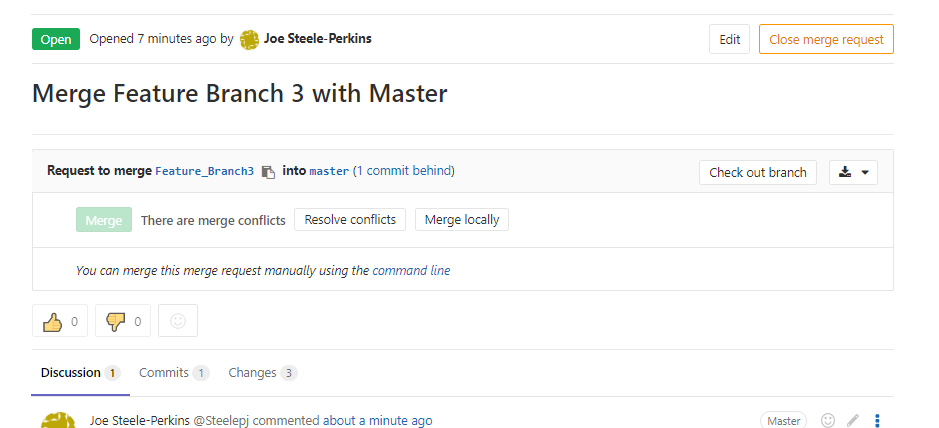 Open Opened 7 minutes ago by Joe Steele-Perkins Edit Close merge request
Merge Feature Branch 3 with Master
Request to merge Feature_Branch3 into master (1 commit behind) Check out branch
Merge There are merge conflicts Resolve conflicts Merge locally
You can merge this merge request manually using the command line
0 0
Discussion 1 Commits 1 Changes 3
Joe Steele-Perkins @Steelepj commented about a minute ago Master